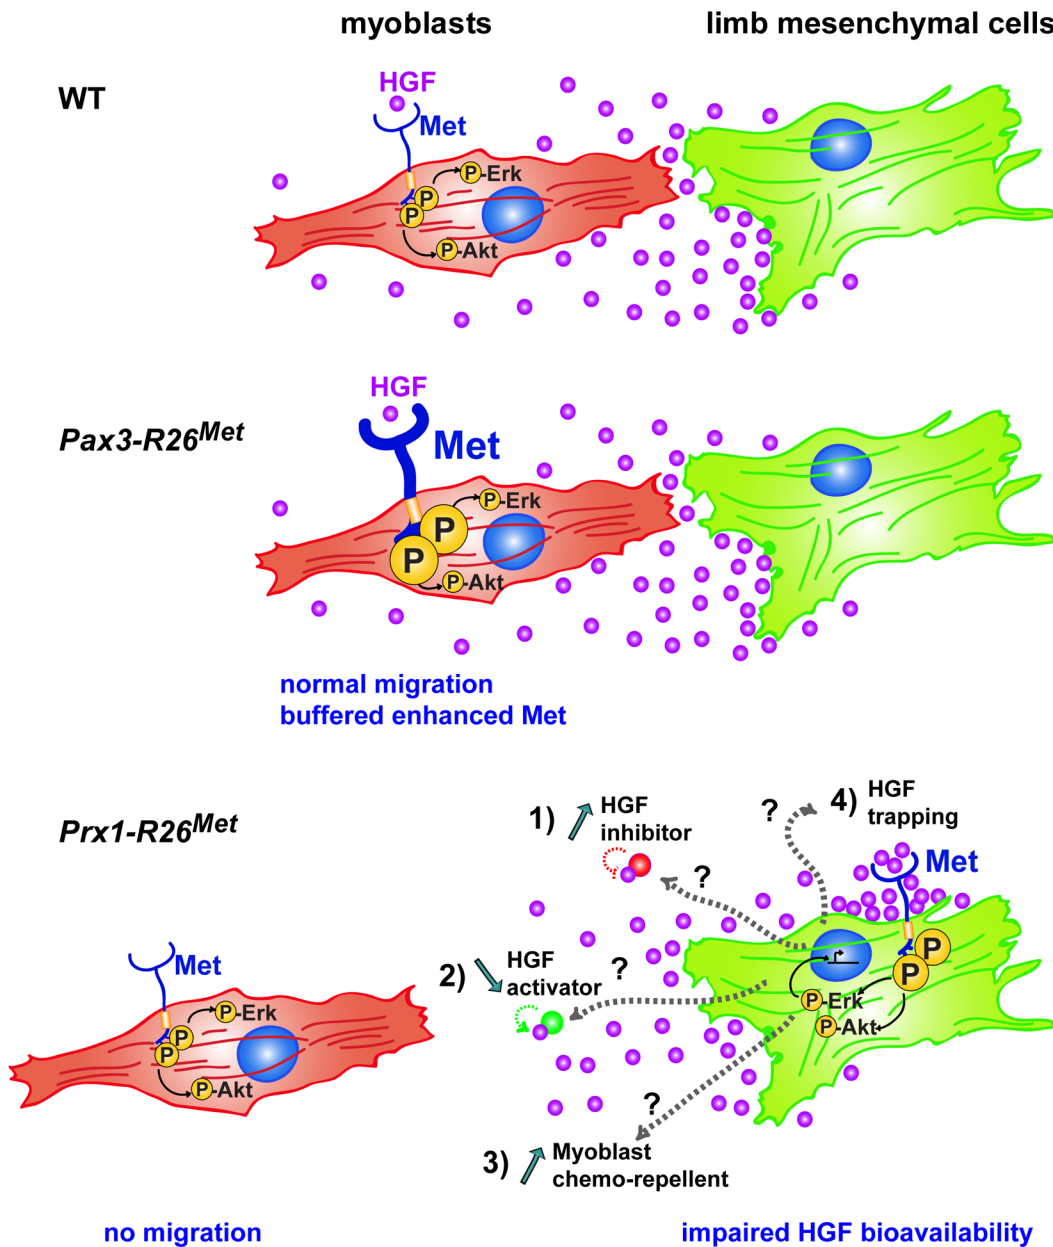 myoblasts
limb mesenchymal cells
WT
HGF
Met
P-Erk
P
P
P-Akt
Pax3-R26Met
HGF
Met
P-Erk
P
P
P-Akt
normal migration
buffered enhanced Met
Prx1-R26Met
1) HGF
inhibitor
?
4) HGF
trapping
?
Met
Met
P
P
2) HGF
activator
?
P-Erk
P-Akt
P-Erk
P
P
P-Akt
?
3) Myoblast
chemo-repellent
no migration
impaired HGF bioavailability